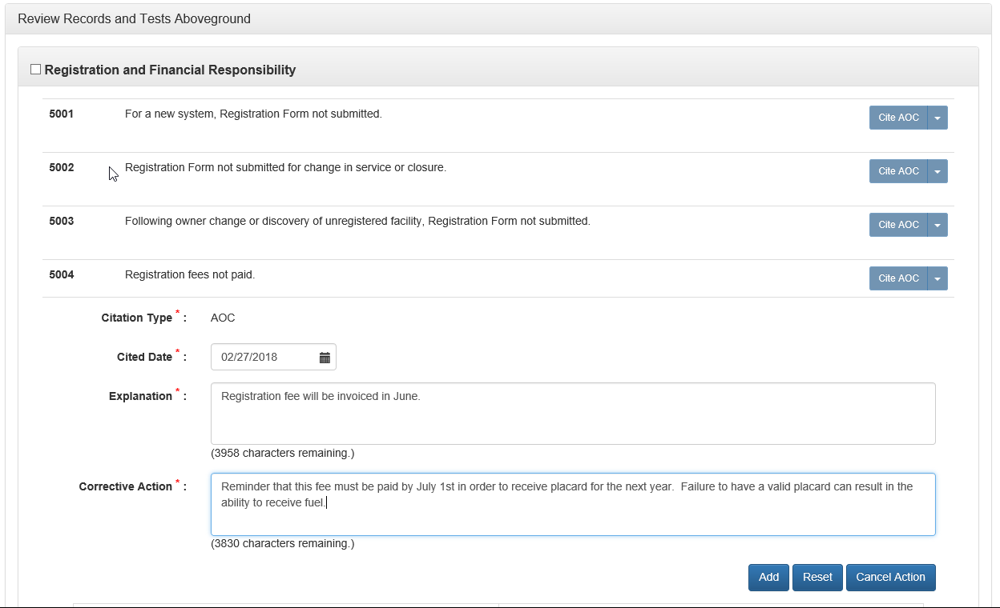 Review Records and Tests Aboveground
Registration and Financial Responsibility
5001 For a new system, Registration Form not submitted. Cite AOC
5002 Registration Form not submitted for change in service or closure. Cite AOC
5003 Following owner change or discovery of unregistered facility, Registration Form not submitted. Cite AOC
5004 Registration fees not paid. Cite AOC
Citation Type * : AOC
Cited Date * : 02/27/2018
Explanation * : Registration fee will be invoiced in June.
(3958 characters remaining.)
Corrective Action * : Reminder that this fee must be paid by July 1st in order to receive placard for the next year.  Failure to have a valid placard can result in the
ability to receive fuel.
(3830 characters remaining.)
Add Reset Cancel Action